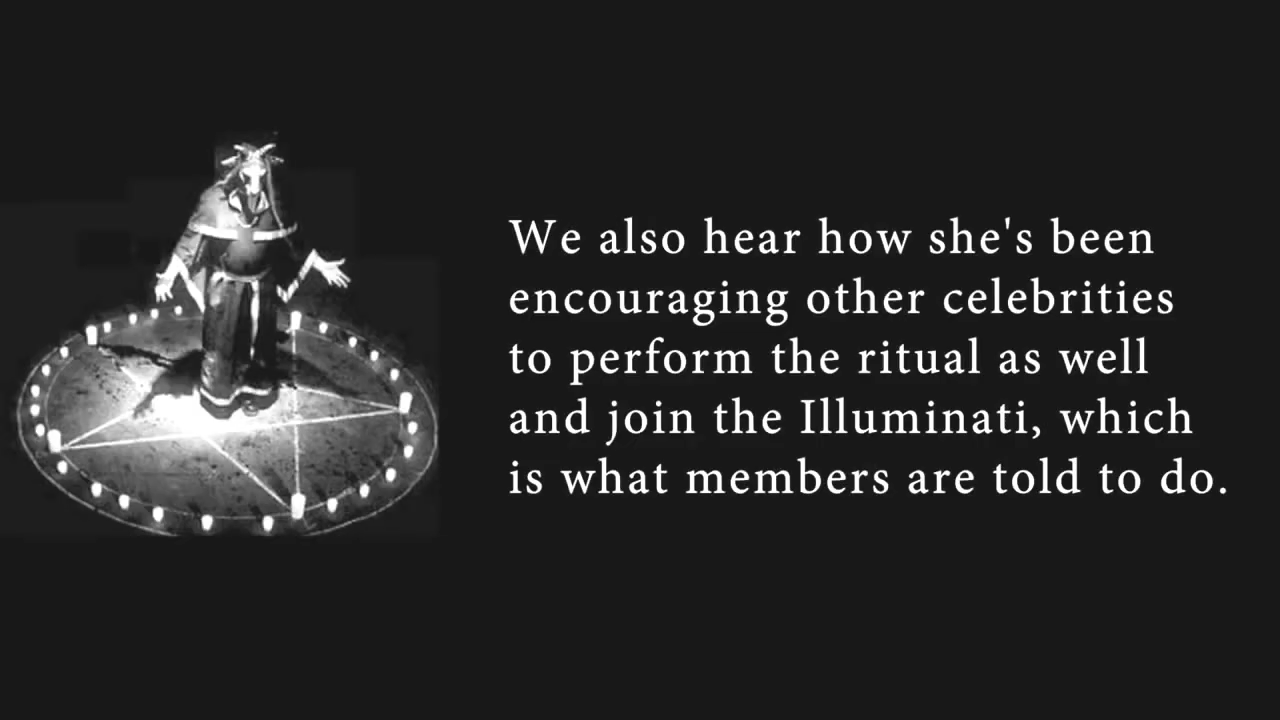 We also hear how she's been
encouraging other celebrities
to perform the ritual as well
and join the Illuminati, which
is what members are told to do.